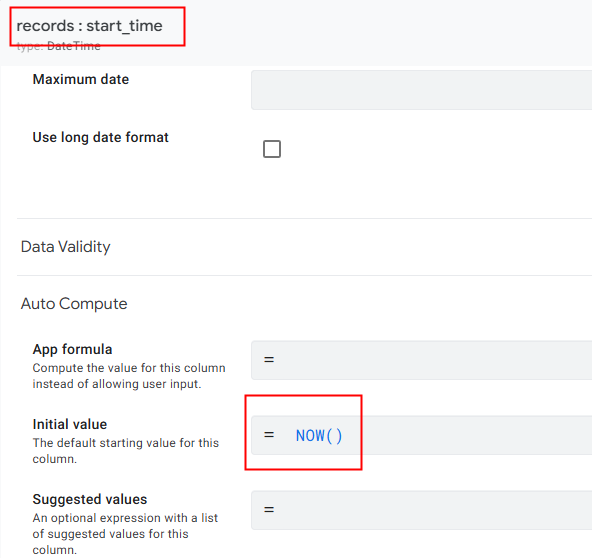 records : start_time
type: DateTime
Maximum date
Use long date format
Data Validity
Auto Compute
App formula
Compute the value for this column
instead of allowing user input.
=
Initial value
The default starting value for this
column.
= NOW()
Suggested values
An optional expression with a list
of suggested values for this
column.
=